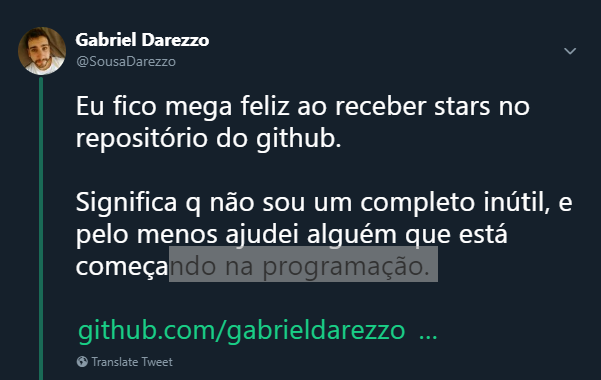 Gabriel Darezzo
@SousaDarezzo
Eu fico mega feliz ao receber stars no
repositório do github.
Significa q não sou um completo inútil, e
pelo menos ajudei alguém que está
começando na programação.
github.com/gabrieldarezzo ...
Translate Tweet